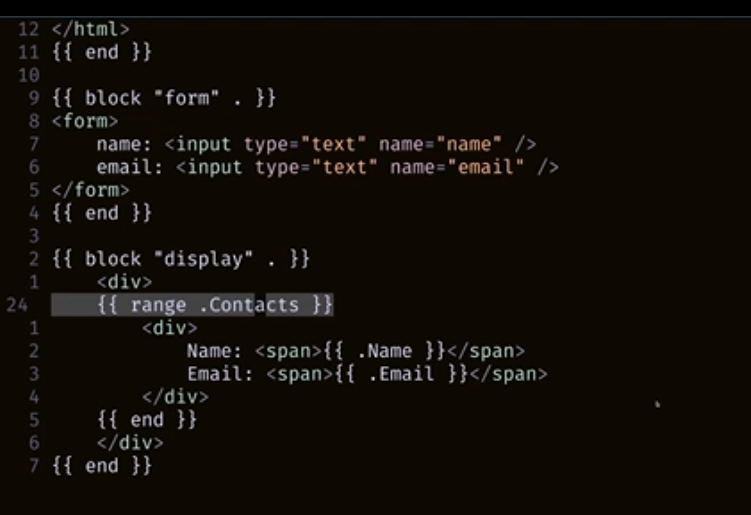 12 </html>
11 {{ end }}
10
9 {{ block "form" . }}
8 <form>
7     name: <input type="text" name="name" />
6     email: <input type="text" name="email" />
5 </form>
4 {{ end }}
3
2 {{ block "display" . }}
1     <div>
24     {{ range .Contacts }}
1         <div>
2             Name: <span>{{ .Name }}</span>
3             Email: <span>{{ .Email }}</span>
4         </div>
5     {{ end }}
6     </div>
7 {{ end }}